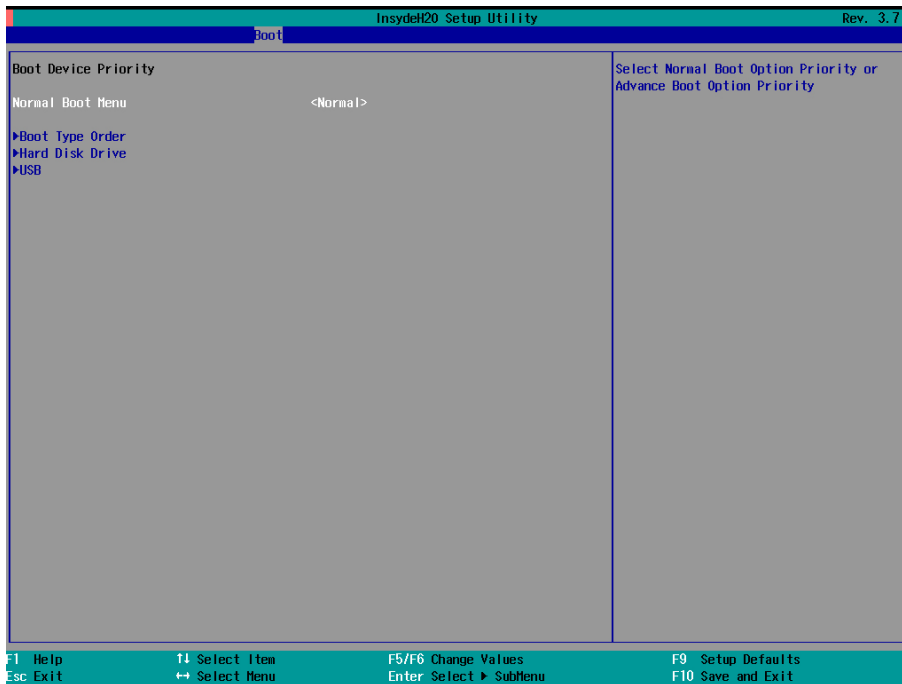 InsydeH20 Setup Utility Rev. 3.7
Boot
Boot Device Priority
Normal Boot Menu <Normal>
▶Boot Type Order
▶Hard Disk Drive
▶USB
Select Normal Boot Option Priority or
Advance Boot Option Priority
F1 Help ↑↓ Select Item F5/F6 Change Values F9 Setup Defaults
Esc Exit ↔ Select Menu Enter Select ▶ SubMenu F10 Save and Exit